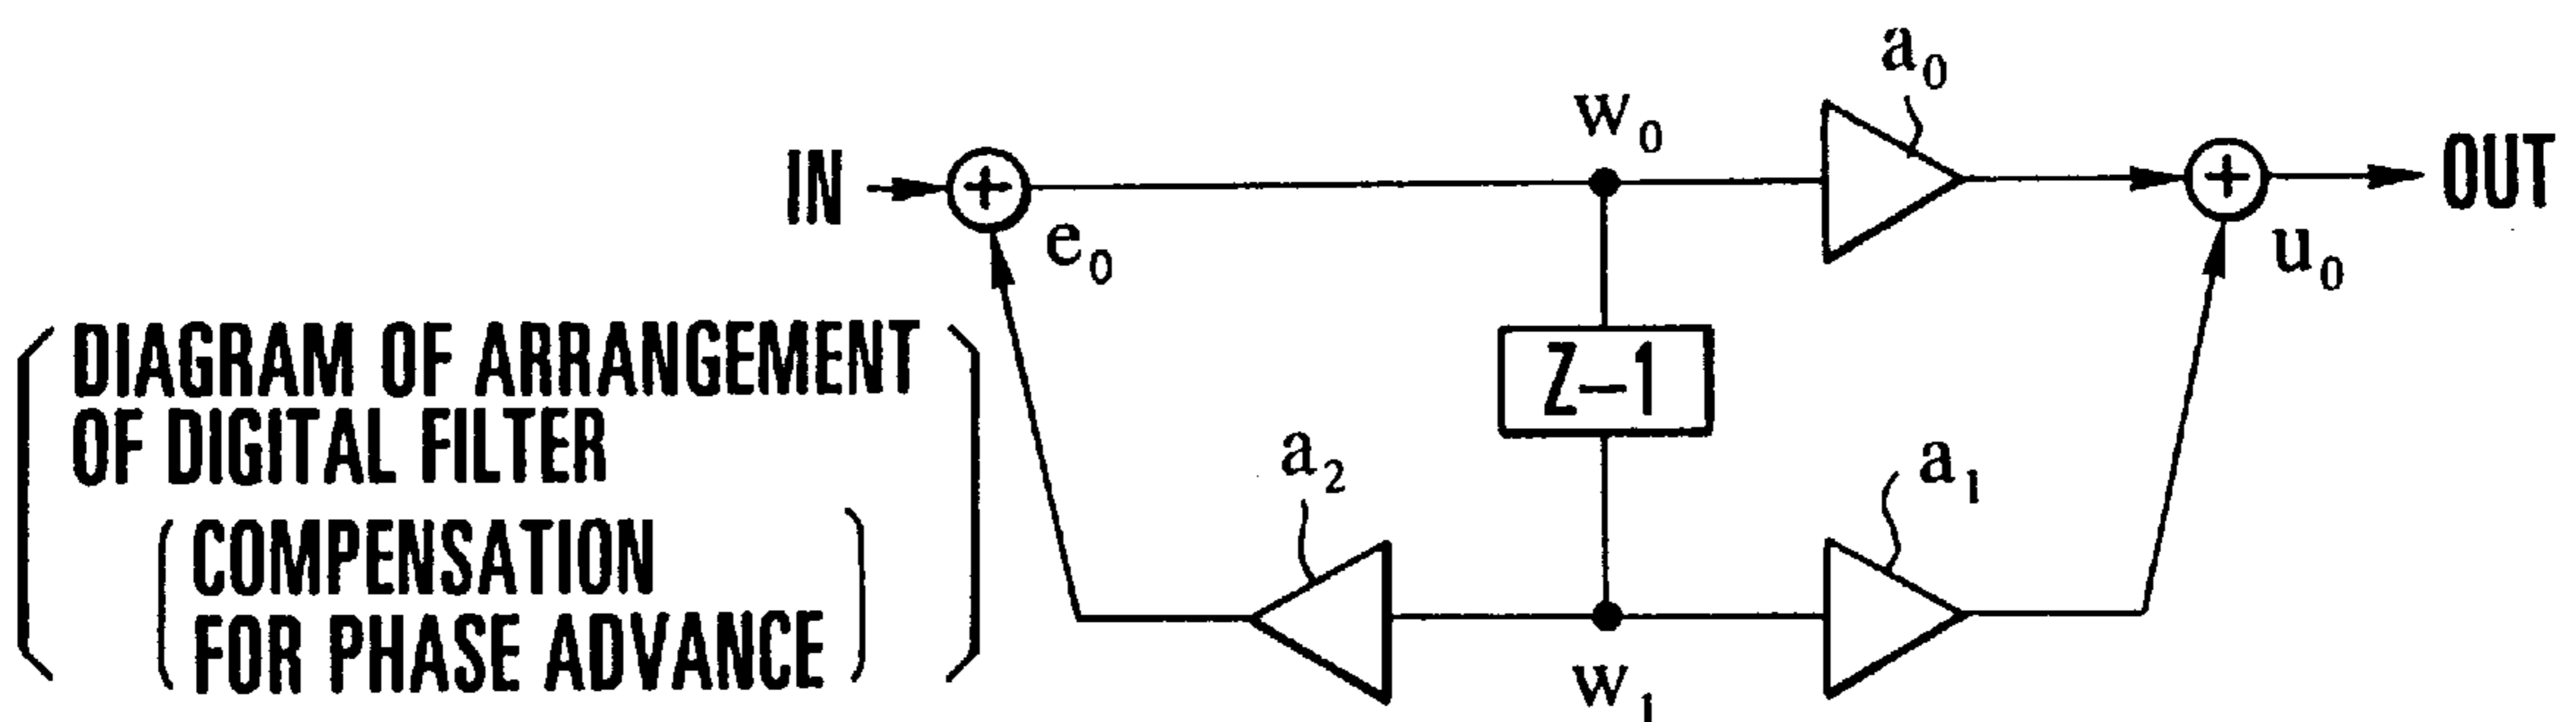 a₀
w₀
IN + + OUT
e₀ u₀
DIAGRAM OF ARRANGEMENT
OF DIGITAL FILTER
Z–1
a₂ a₁
COMPENSATION
FOR PHASE ADVANCE
w₁